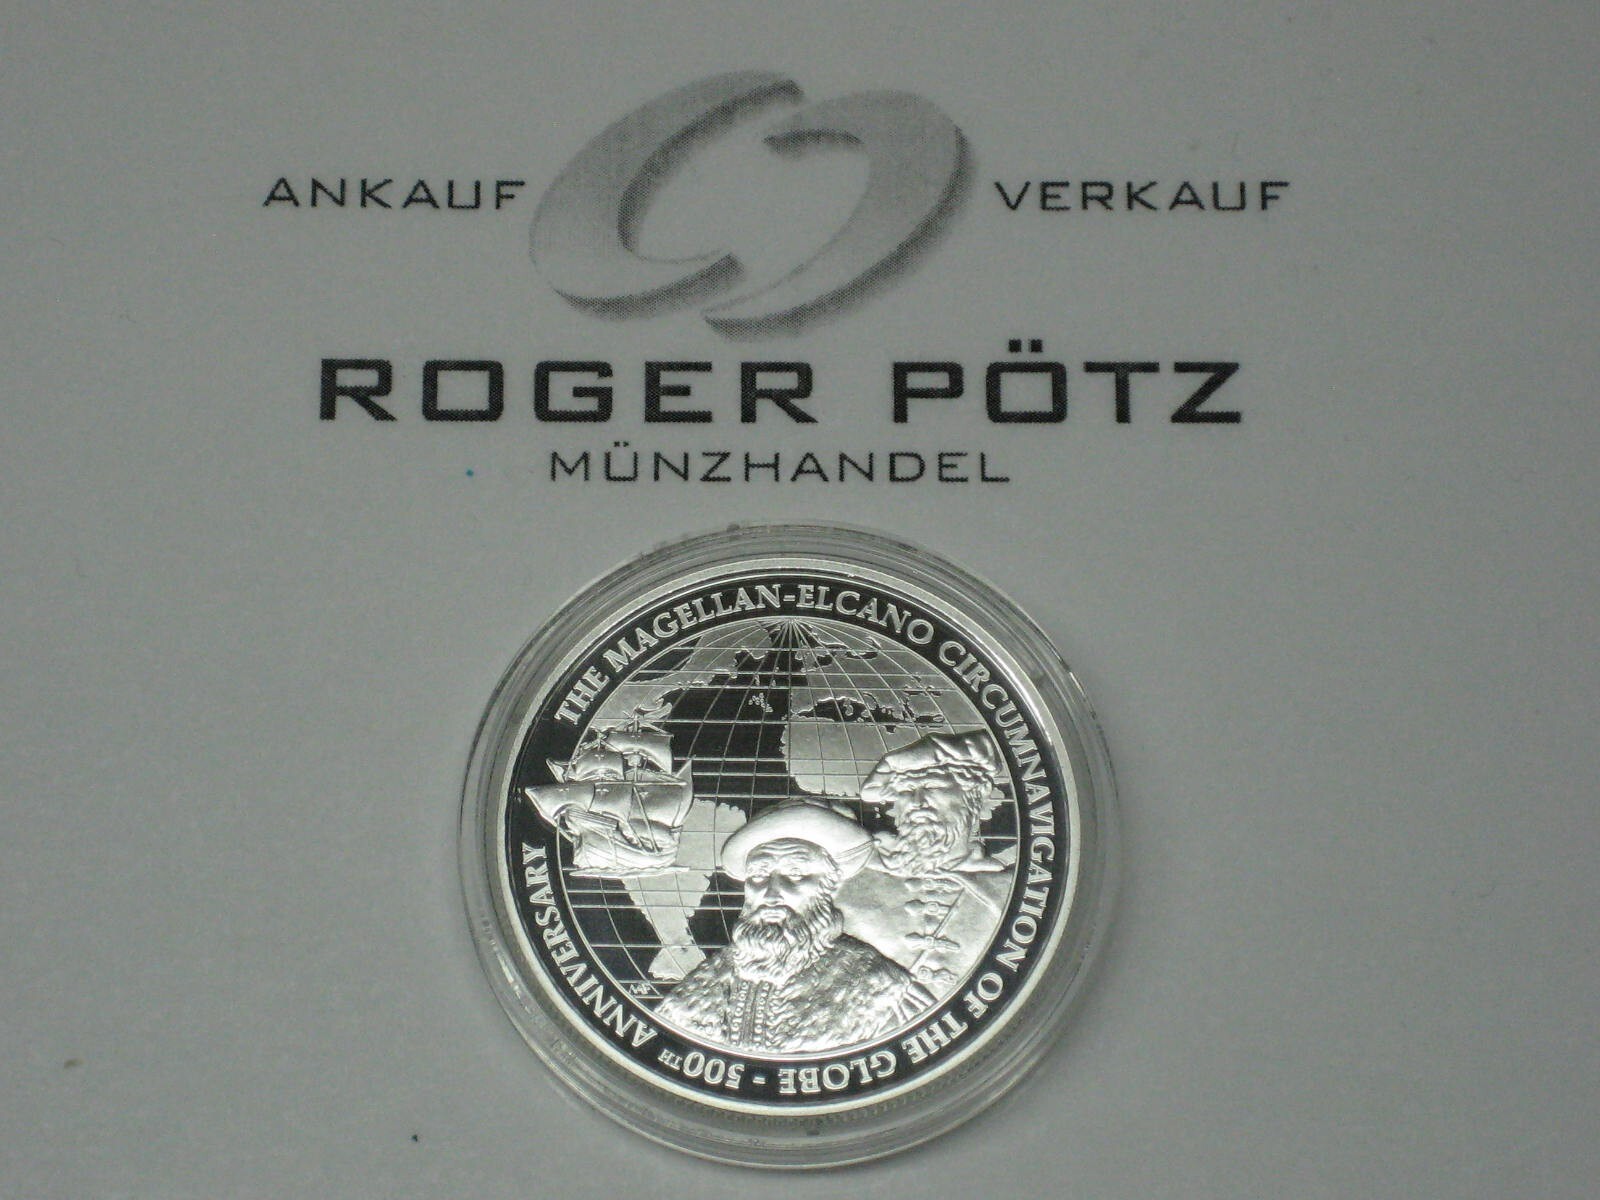 ANKAUF VERKAUF
ROGER PÖTZ
MÜNZHANDEL
THE MAGELLAN-ELCANO CIRCUMNAVIGATION OF THE GLOBE - 500TH ANNIVERSARY